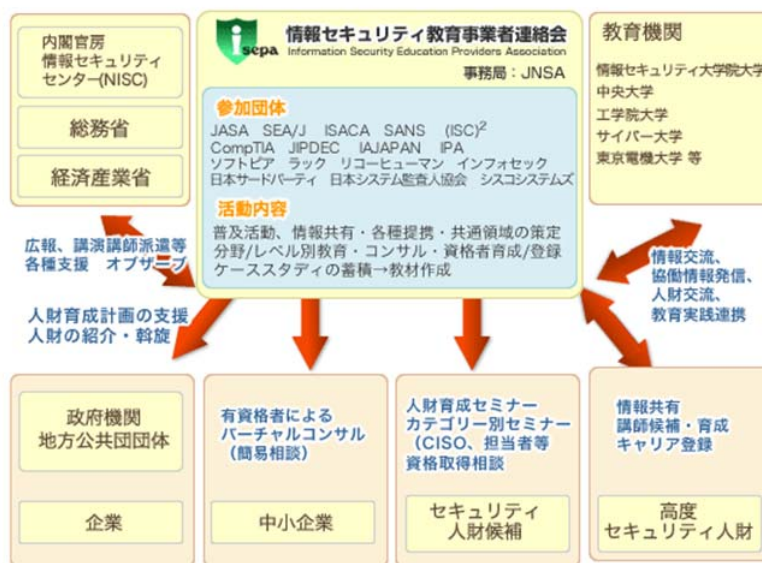 内閣官房
情報セキュリティ
センター(NISC)
総務省
経済産業省
isepa
情報セキュリティ教育事業者連絡会
Information Security Education Providers Association
事務局：JNSA
参加団体
JASA SEA/J ISACA SANS (ISC)²
CompTIA JIPDEC IAJAPAN IPA
ソフトピア ラック リコーヒューマン インフォセック
日本サードパーティ 日本システム監査人協会 シスコシステムズ
活動内容
普及活動、情報共有・各種提携・共通領域の策定
分野/レベル別教育・コンサル・資格者育成/登録
ケーススタディの蓄積→教材作成
教育機関
情報セキュリティ大学院大学
中央大学
工学院大学
サイバー大学
東京電機大学 等
広報、講演講師派遣等
各種支援 オブザーブ
人財育成計画の支援
人財の紹介・斡旋
情報交流、
協働情報発信、
人財交流、
教育実践連携
政府機関
地方公共団団体
企業
有資格者による
バーチャルコンサル
（簡易相談）
中小企業
人財育成セミナー
カテゴリー別セミナー
（CISO、担当者等
資格取得相談
セキュリティ
人財候補
情報共有
講師候補・育成
キャリア登録
高度
セキュリティ人財